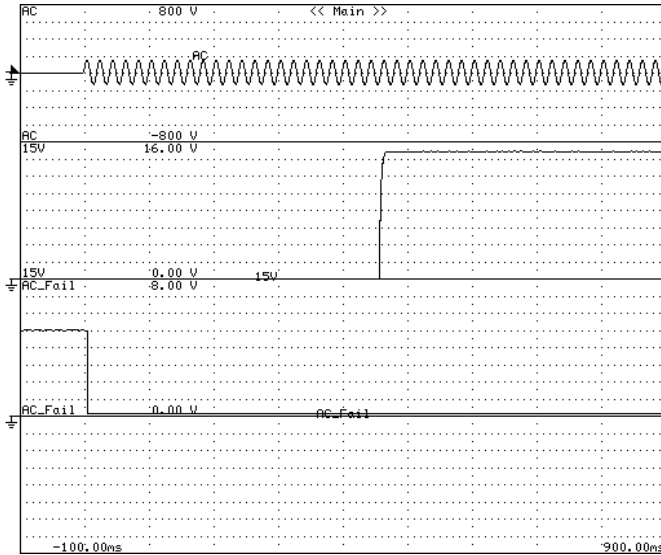 AC 800 V << Main >>
AC
AC -800 V
15V 16.00 V
15V 0.00 V 15V
AC_Fail 8.00 V
AC_Fail 0.00 V AC_Fail
-100.00ms 900.00ms